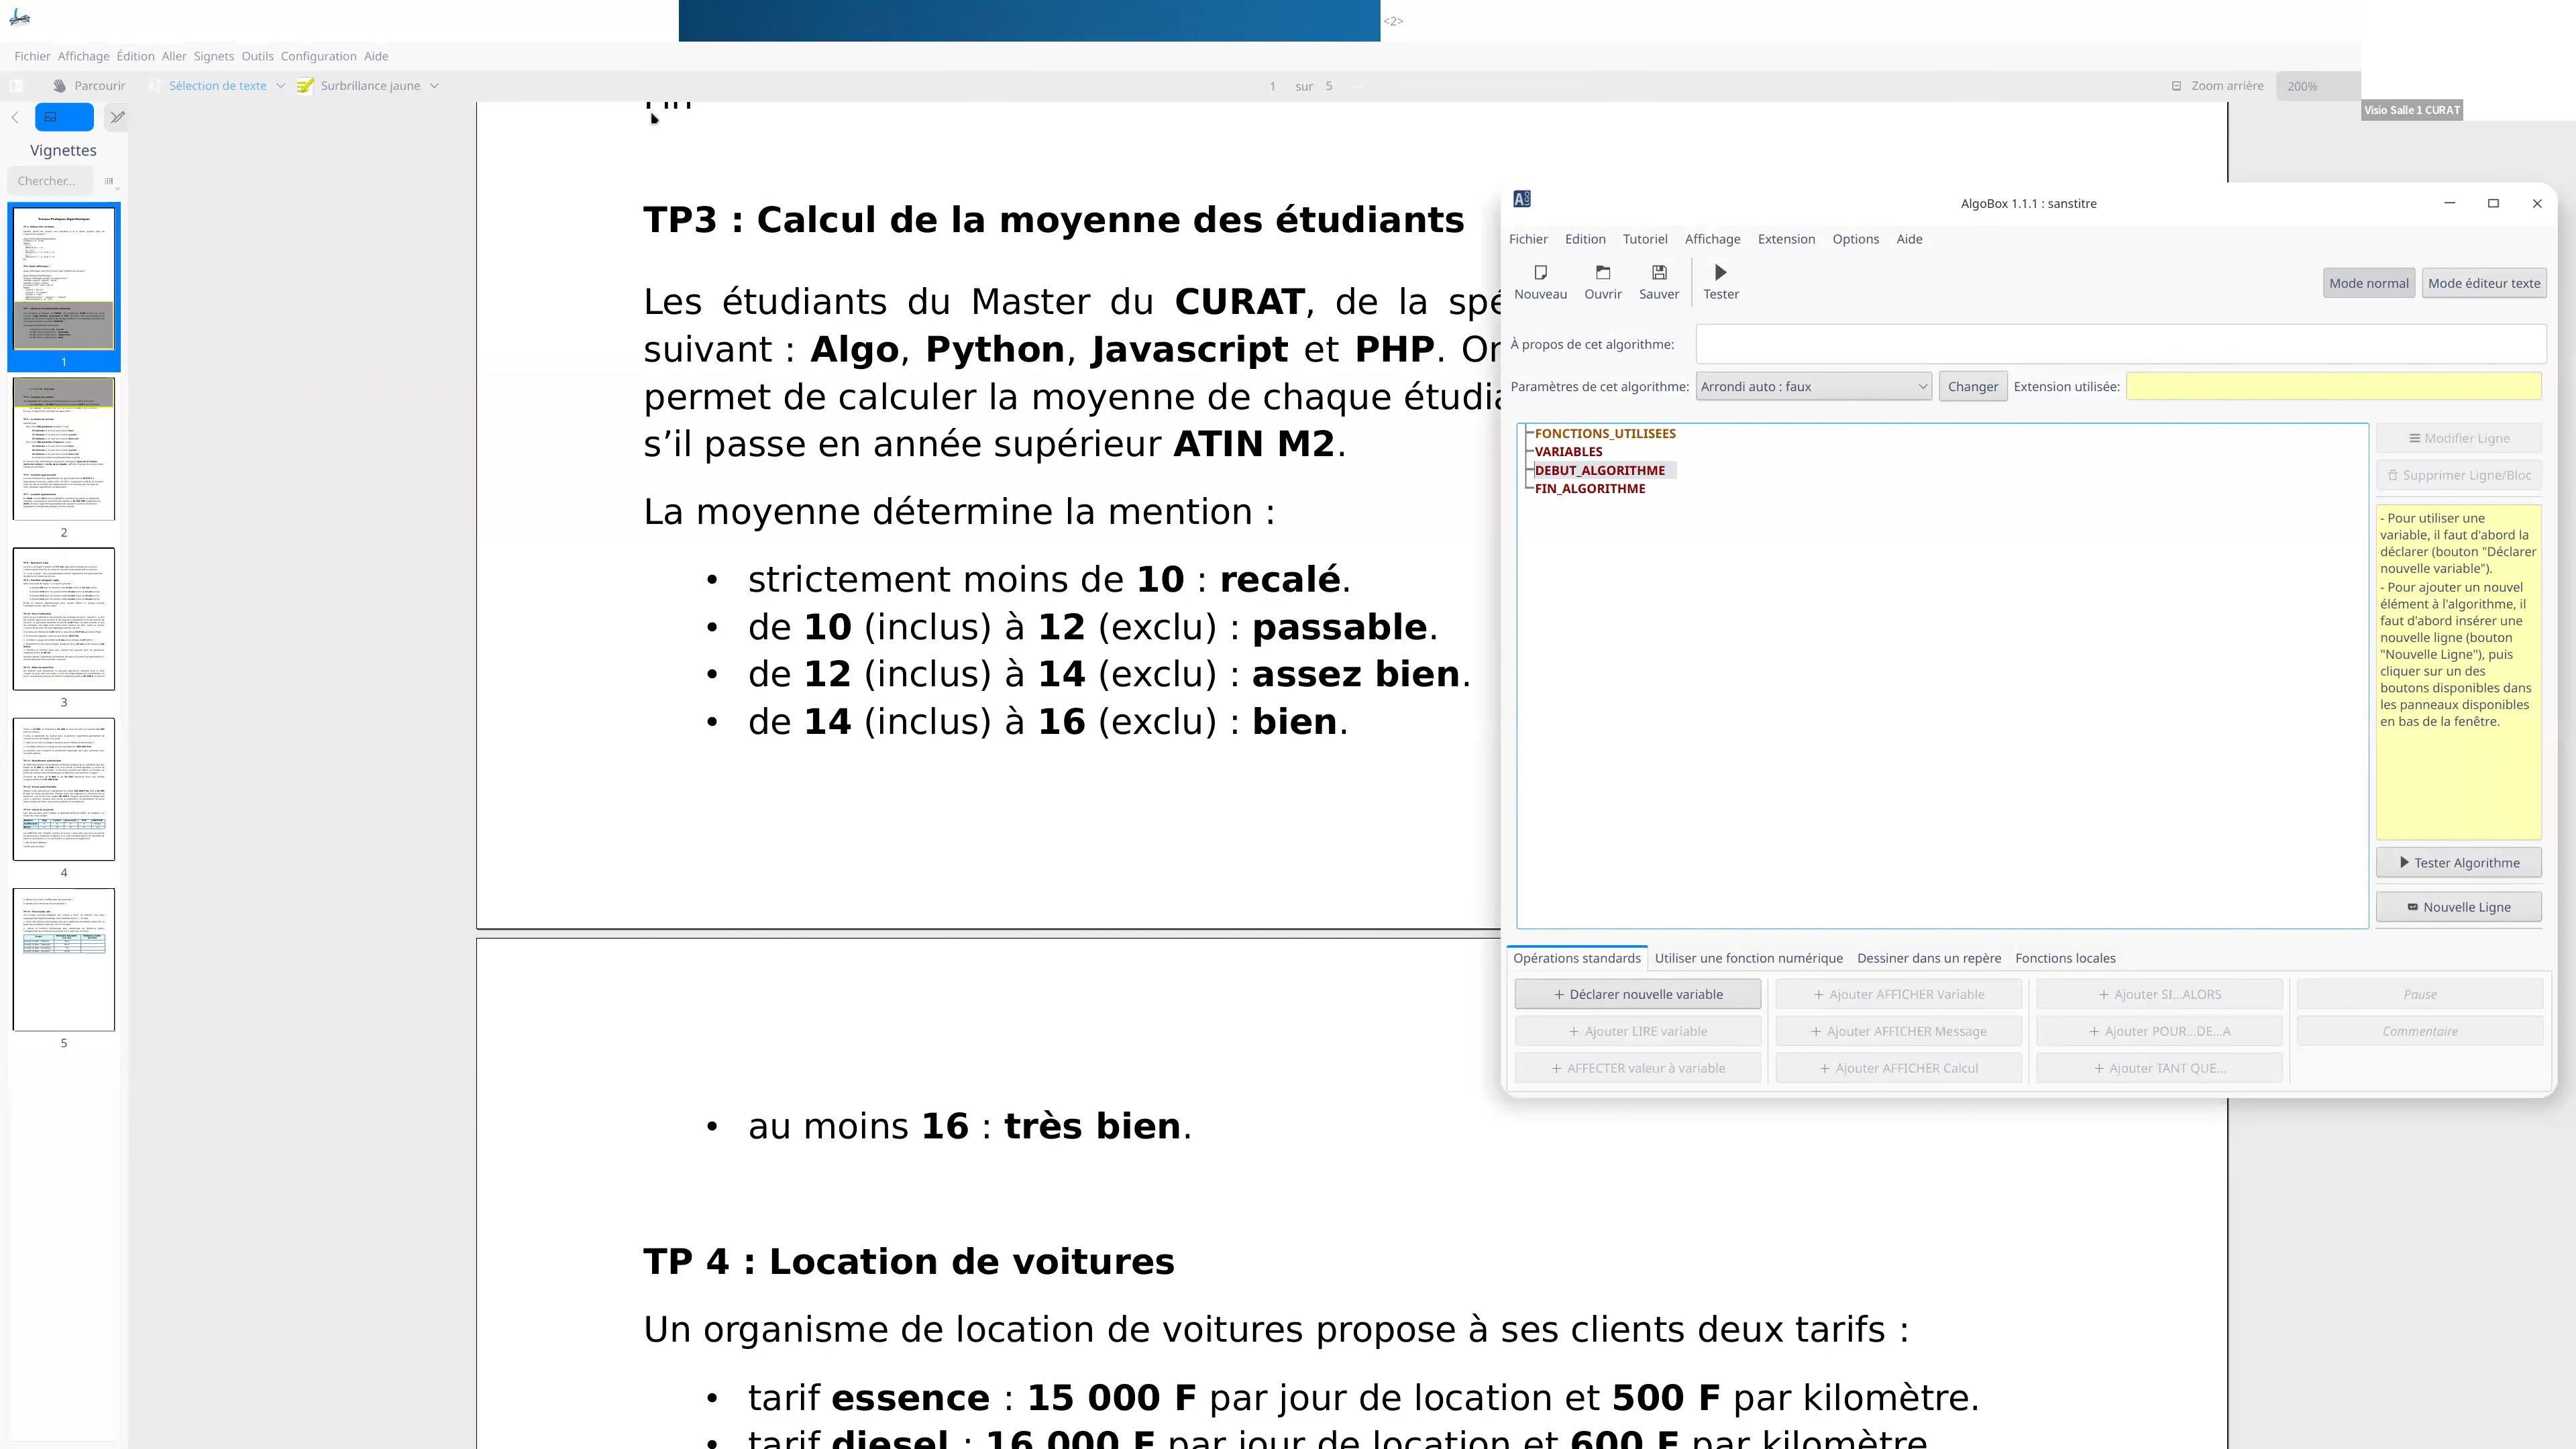 <2>
Fichier Affichage Édition Aller Signets Outils Configuration Aide
Parcourir Sélection de texte Surbrillance jaune 1 sur 5 Zoom arrière 200%
Visio Salle 1 CURAT
Vignettes
Chercher...
1
2
3
4
5
TP3 : Calcul de la moyenne des étudiants
Les étudiants du Master du CURAT, de la
suivant : Algo, Python, Javascript et PHP.
permet de calculer la moyenne de chaque
s’il passe en année supérieur ATIN M2.
La moyenne détermine la mention :
• strictement moins de 10 : recalé.
• de 10 (inclus) à 12 (exclu) : passable.
• de 12 (inclus) à 14 (exclu) : assez bien.
• de 14 (inclus) à 16 (exclu) : bien.
• au moins 16 : très bien.
TP 4 : Location de voitures
Un organisme de location de voitures propose à ses clients deux tarifs :
• tarif essence : 15 000 F par jour de location et 500 F par kilomètre.
• tarif diesel : 16 000 F par jour de location et 600 F par kilomètre
AlgoBox 1.1.1 : sanstitre
Fichier Edition Tutoriel Affichage Extension Options Aide
Nouveau Ouvrir Sauver Tester
Mode normal Mode éditeur texte
À propos de cet algorithme:
Paramètres de cet algorithme: Arrondi auto : faux Changer Extension utilisée:
FONCTIONS_UTILISEES
VARIABLES
DEBUT_ALGORITHME
FIN_ALGORITHME
Modifier Ligne
Supprimer Ligne/Bloc
- Pour utiliser une
variable, il faut d'abord la
déclarer (bouton "Déclarer
nouvelle variable").
- Pour ajouter un nouvel
élément à l'algorithme, il
faut d'abord insérer une
nouvelle ligne (bouton
"Nouvelle Ligne"), puis
cliquer sur un des
boutons disponibles dans
les panneaux disponibles
en bas de la fenêtre.
Tester Algorithme
Nouvelle Ligne
Opérations standards Utiliser une fonction numérique Dessiner dans un repère Fonctions locales
+ Déclarer nouvelle variable + Ajouter AFFICHER Variable + Ajouter SI...ALORS Pause
+ Ajouter LIRE variable + Ajouter AFFICHER Message + Ajouter POUR...DE...A Commentaire
+ AFFECTER valeur à variable + Ajouter AFFICHER Calcul + Ajouter TANT QUE...